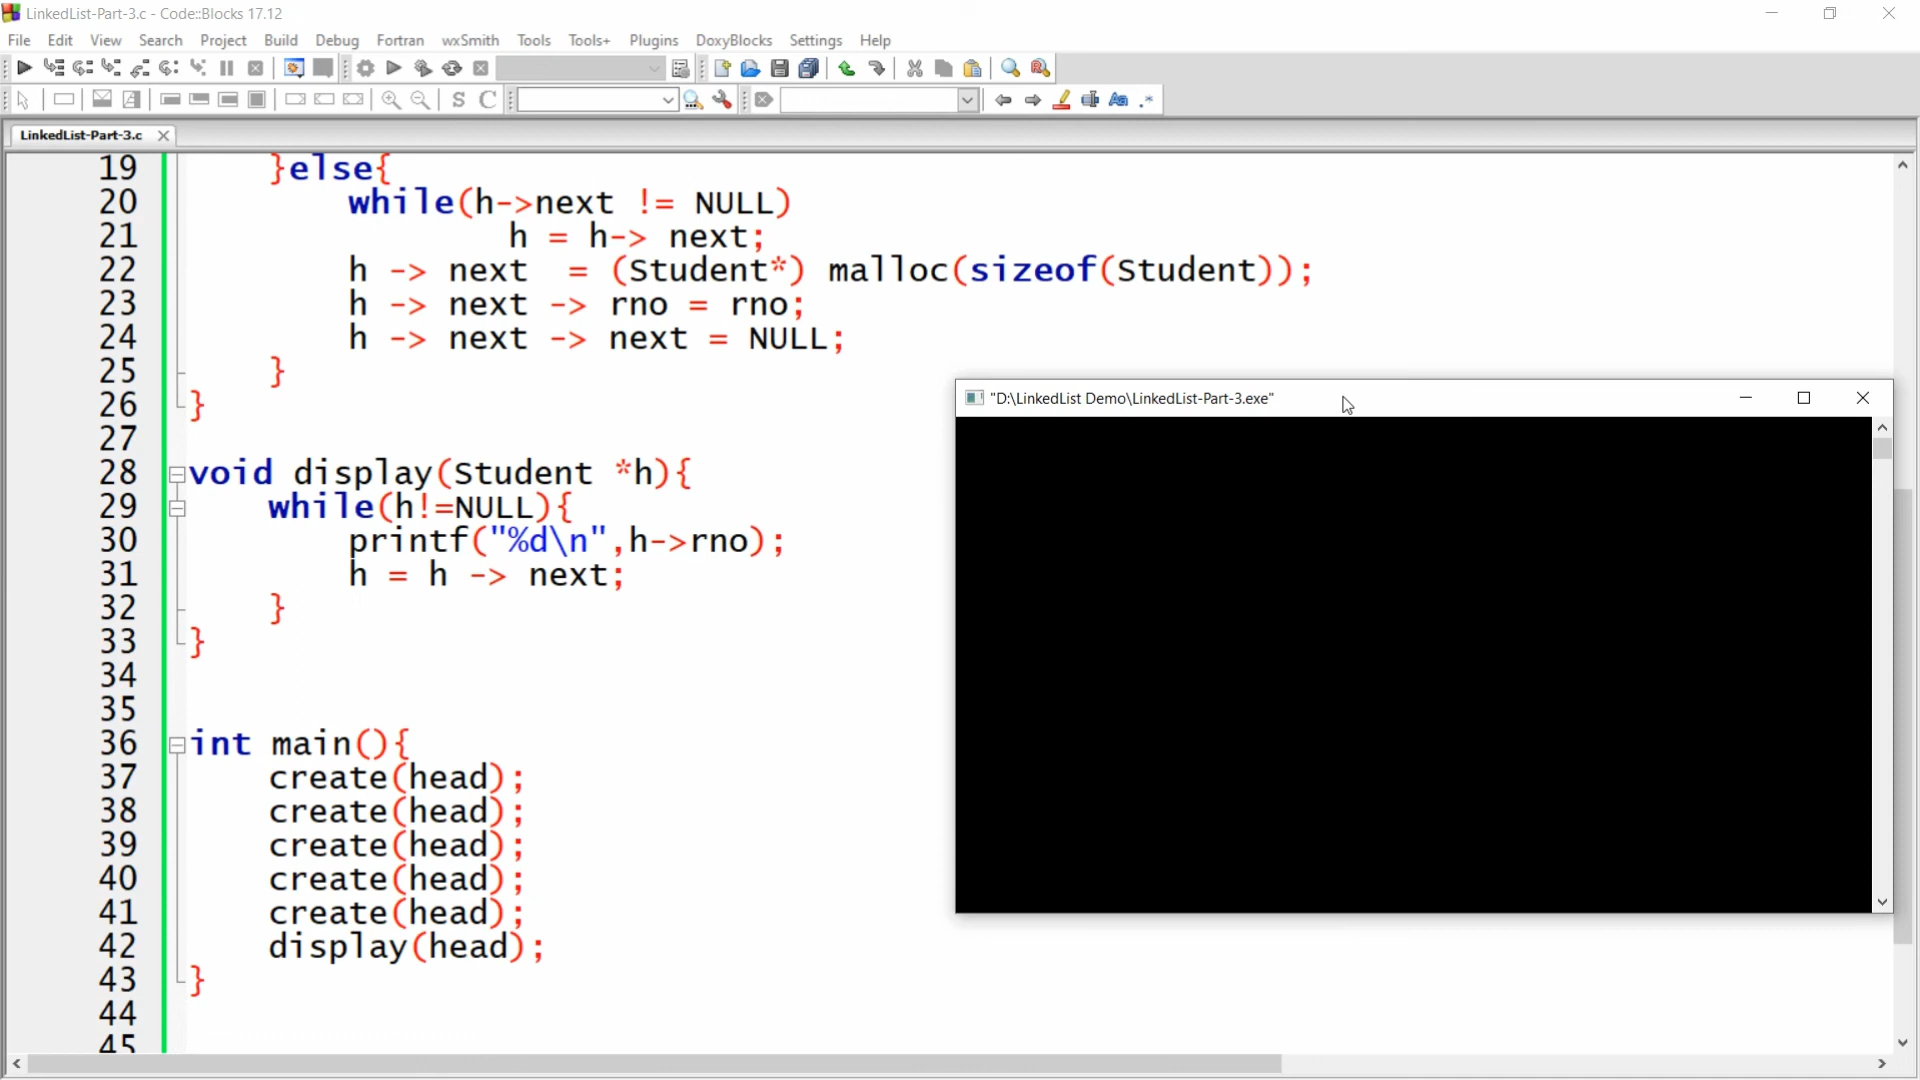 LinkedList-Part-3.c - Code::Blocks 17.12
File Edit View Search Project Build Debug Fortran wxSmith Tools Tools+ Plugins DoxyBlocks Settings Help
LinkedList-Part-3.c
19 }else{
20 while(h->next != NULL)
21 h = h-> next;
22 h -> next = (Student*) malloc(sizeof(Student));
23 h -> next -> rno = rno;
24 h -> next -> next = NULL;
25 }
26 }
27
28 void display(Student *h){
29 while(h!=NULL){
30 printf("%d\n",h->rno);
31 h = h -> next;
32 }
33 }
34
35
36 int main(){
37 create(head);
38 create(head);
39 create(head);
40 create(head);
41 create(head);
42 display(head);
43 }
44
45
"D:\LinkedList Demo\LinkedList-Part-3.exe"